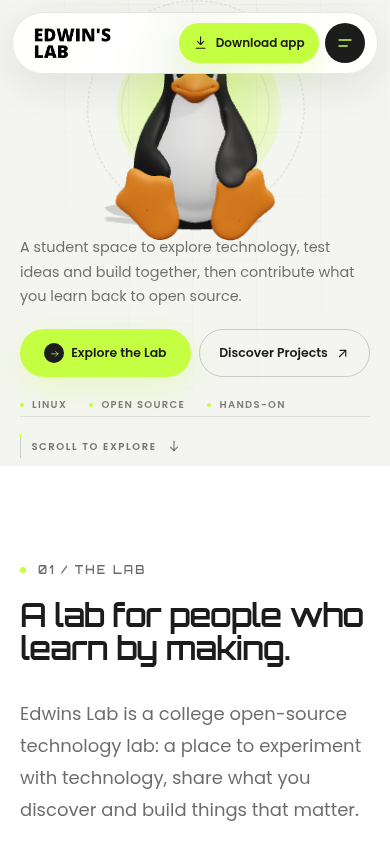 EDWIN'S
LAB
Download app
A student space to explore technology, test
ideas and build together, then contribute what
you learn back to open source.
Explore the Lab
Discover Projects
LINUX
OPEN SOURCE
HANDS-ON
SCROLL TO EXPLORE
01 / THE LAB
A lab for people who
learn by making.
Edwins Lab is a college open-source
technology lab: a place to experiment
with technology, share what you
discover and build things that matter.